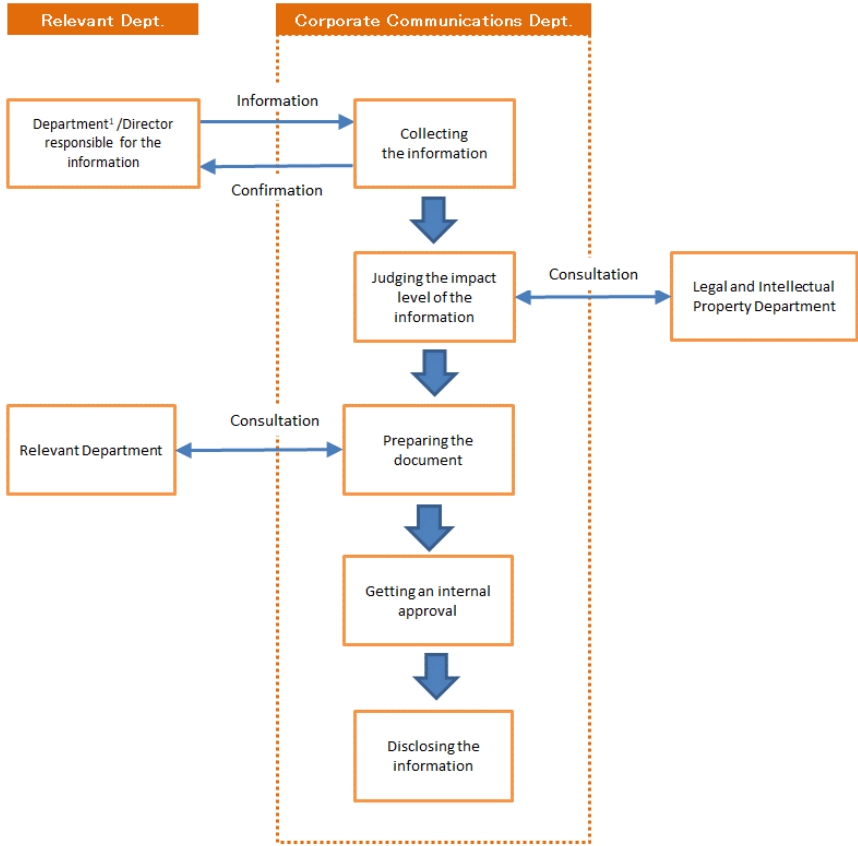 Relevant Dept.
Corporate Communications Dept.
Information
Department¹ /Director
responsible for the
information
Collecting
the information
Confirmation
Judging the impact
level of the
information
Consultation
Legal and Intellectual
Property Department
Consultation
Relevant Department
Preparing the
document
Getting an internal
approval
Disclosing the
information